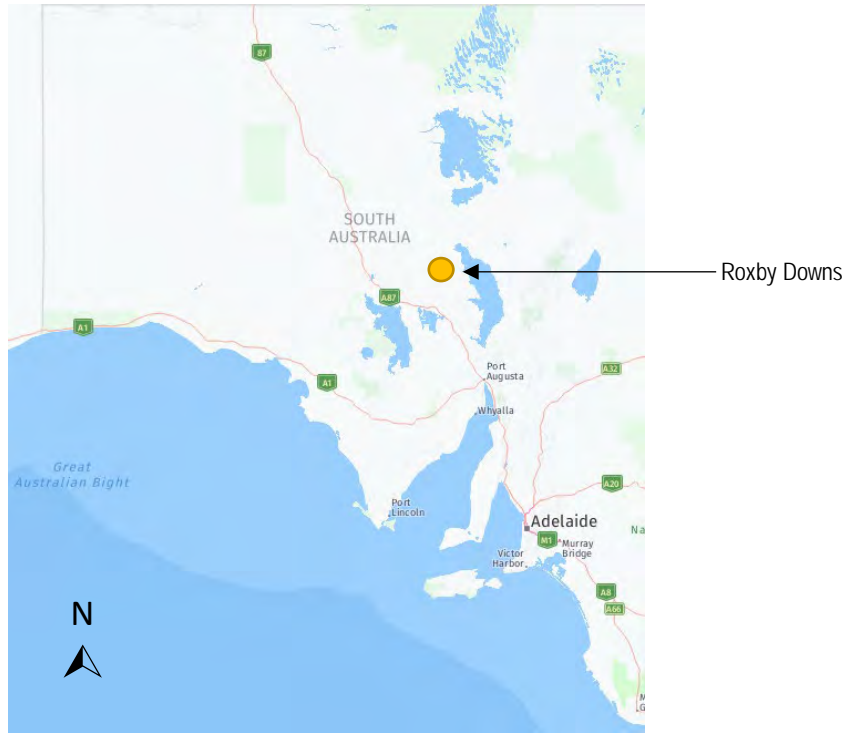 87
SOUTH
AUSTRALIA
Roxby Downs
A87
A1
A1
Port
Augusta
A32
Whyalla
Great
Australian Bight
A20
Port
Lincoln
Adelaide
Na
M1
Murray
Bridge
Victor
Harbor
A8
A66
N
M
G